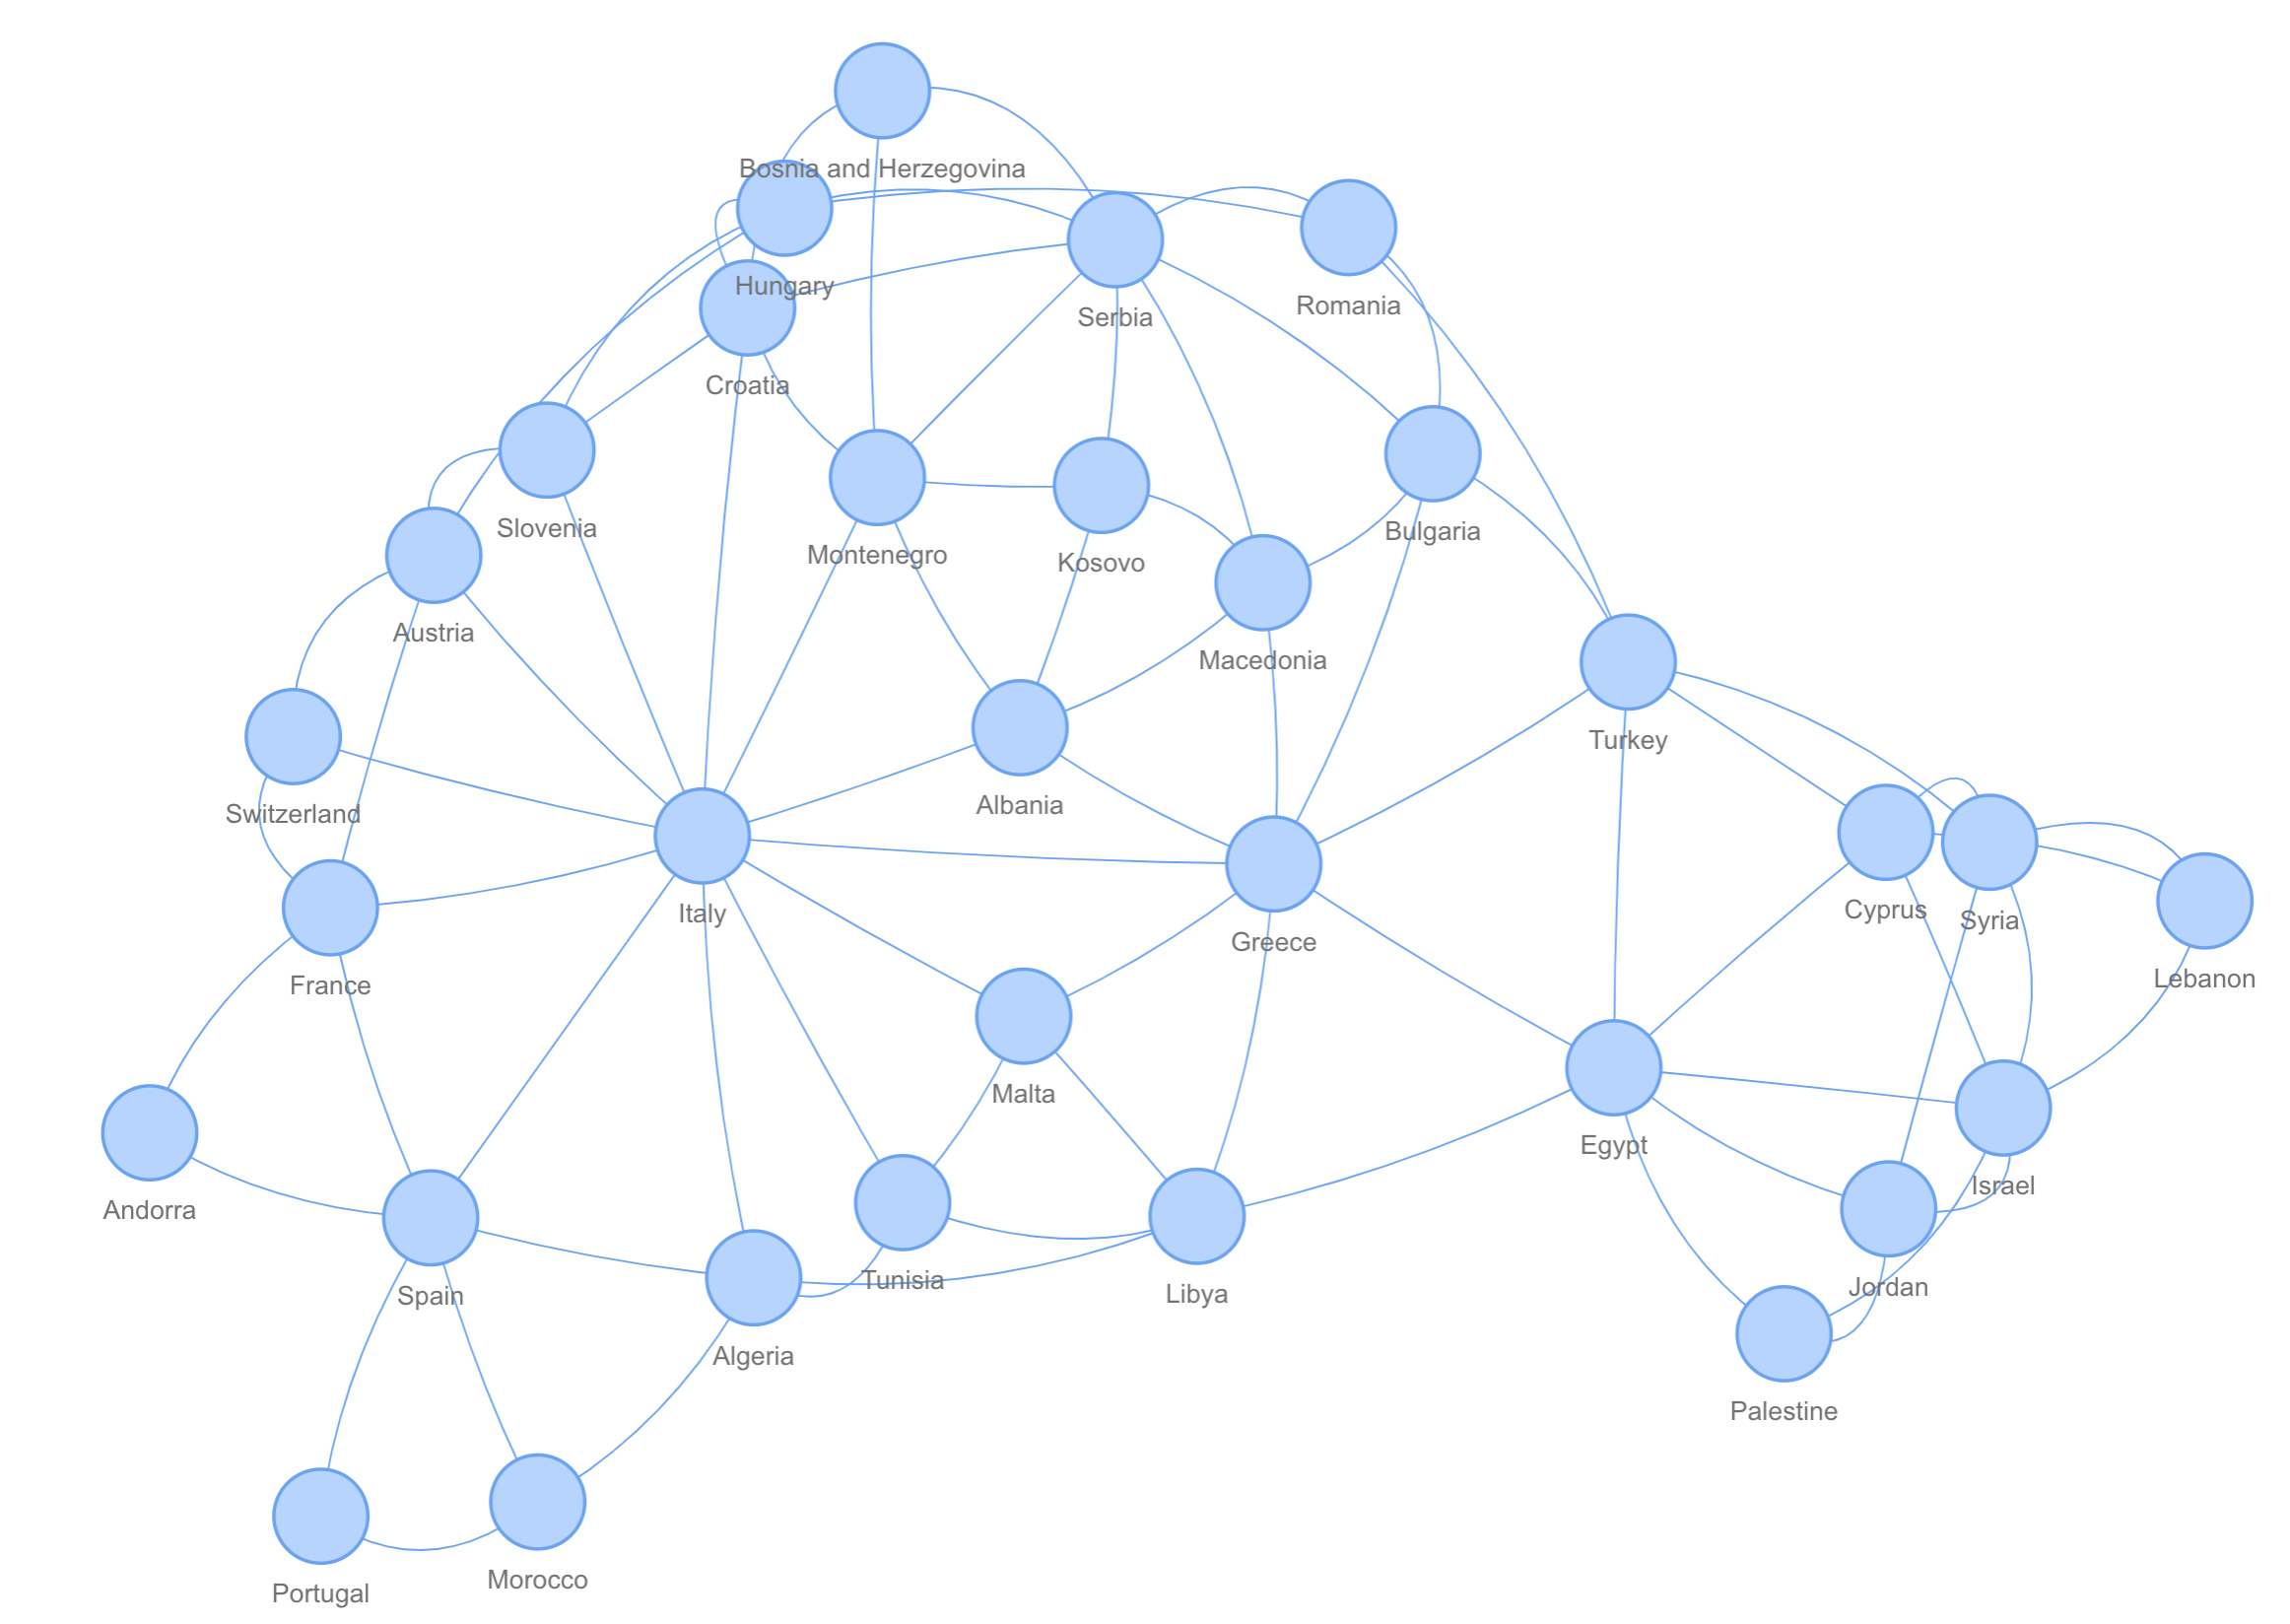 Bosnia and Herzegovina
Hungary
Serbia
Romania
Croatia
Slovenia
Montenegro
Kosovo
Bulgaria
Austria
Macedonia
Turkey
Switzerland
Albania
Italy
Greece
Cyprus
Syria
Lebanon
France
Malta
Egypt
Israel
Andorra
Spain
Tunisia
Libya
Jordan
Algeria
Palestine
Portugal
Morocco